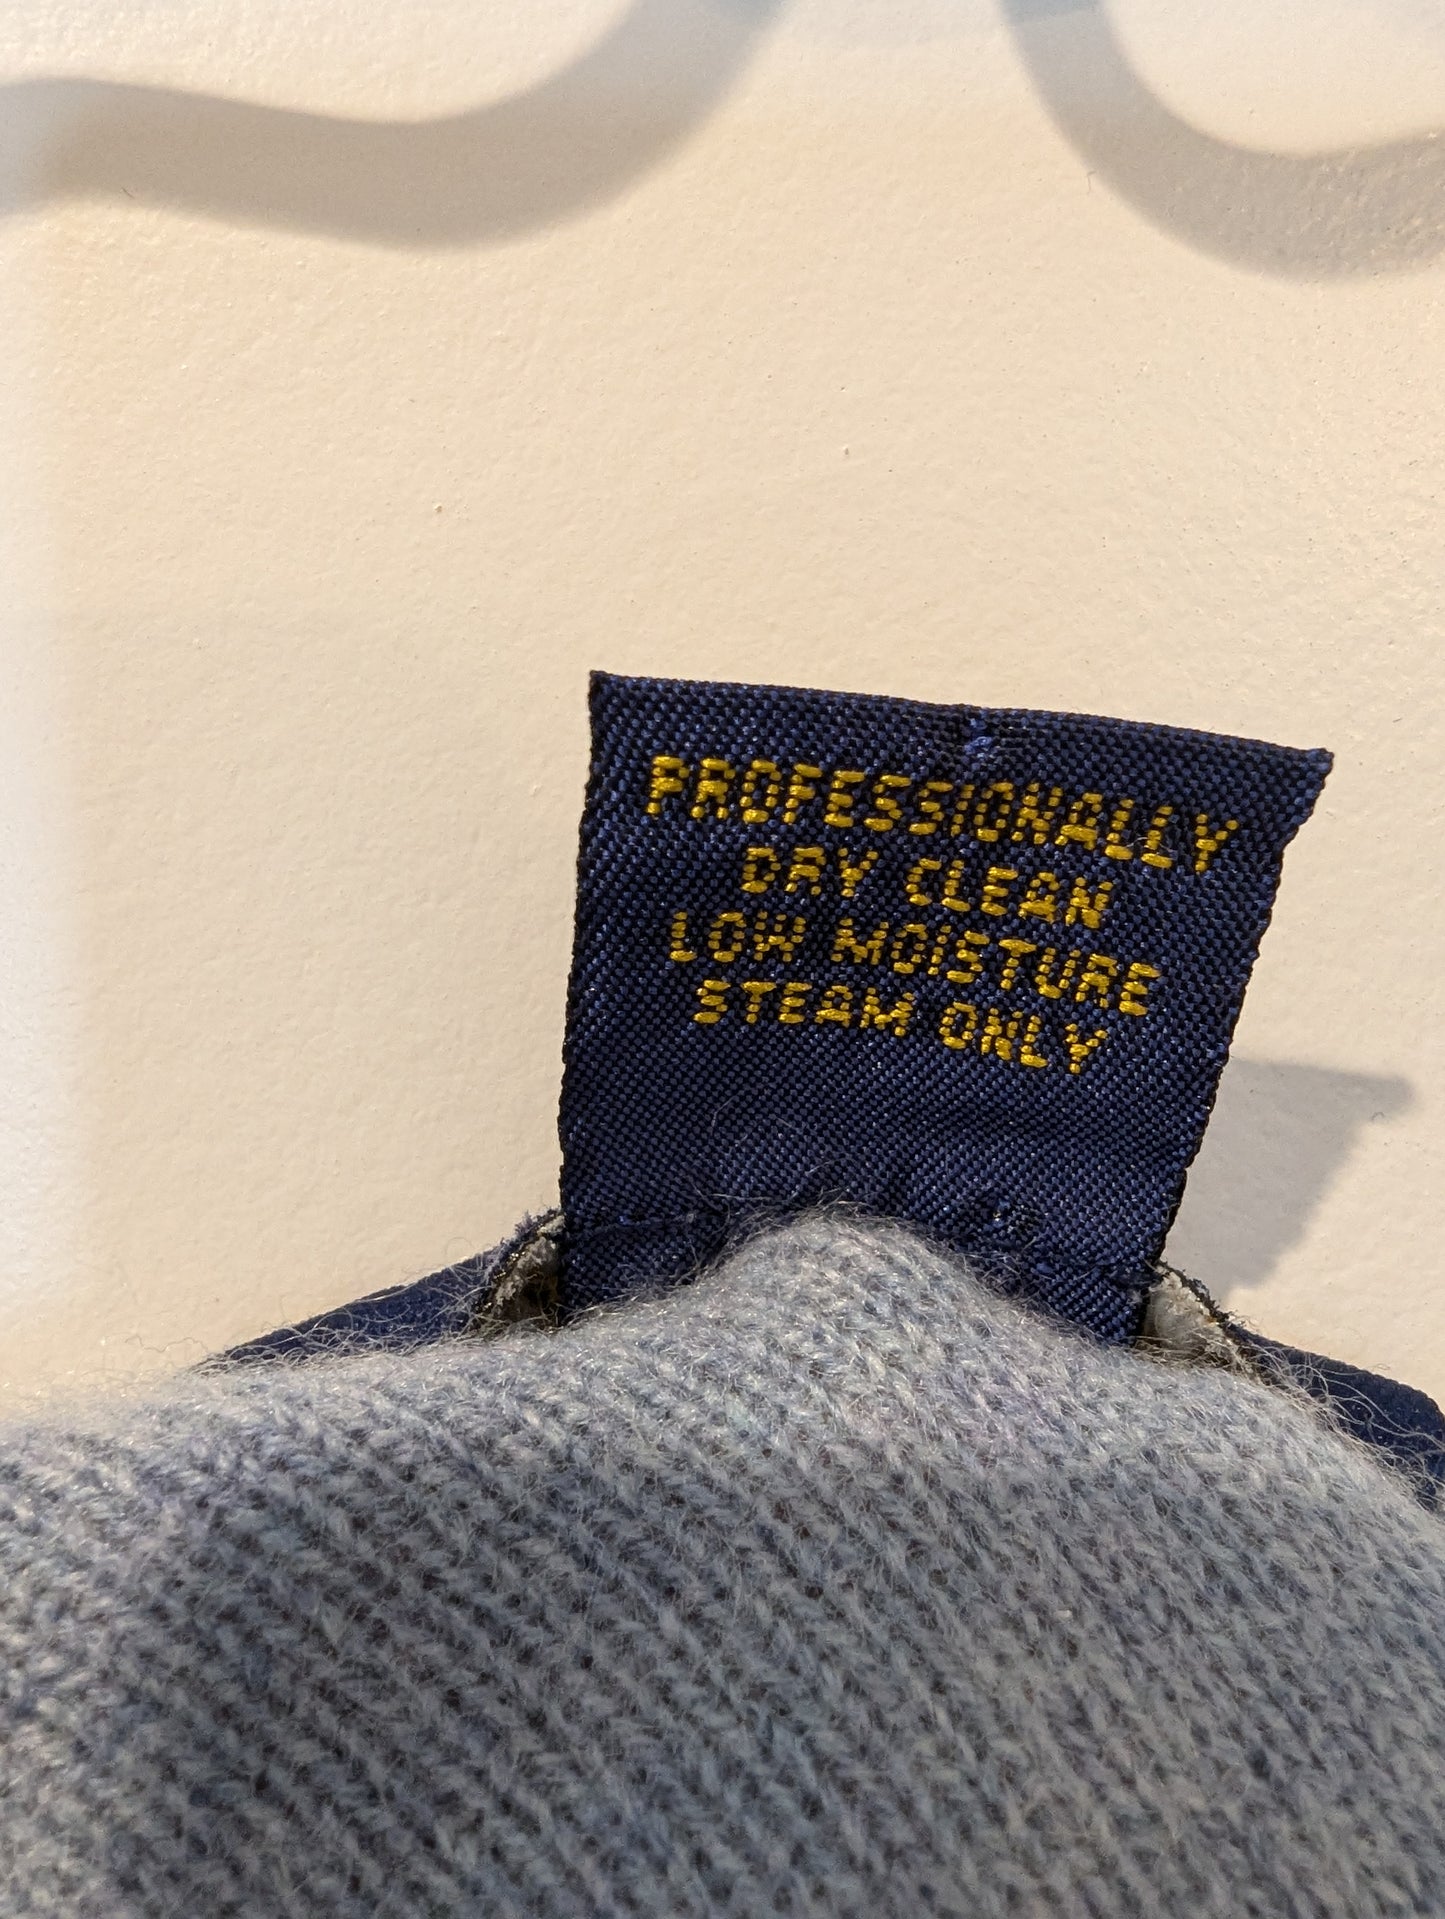 PROFESSIONALLY
DRY CLEAN
LOW MOISTURE
STEAM ONLY